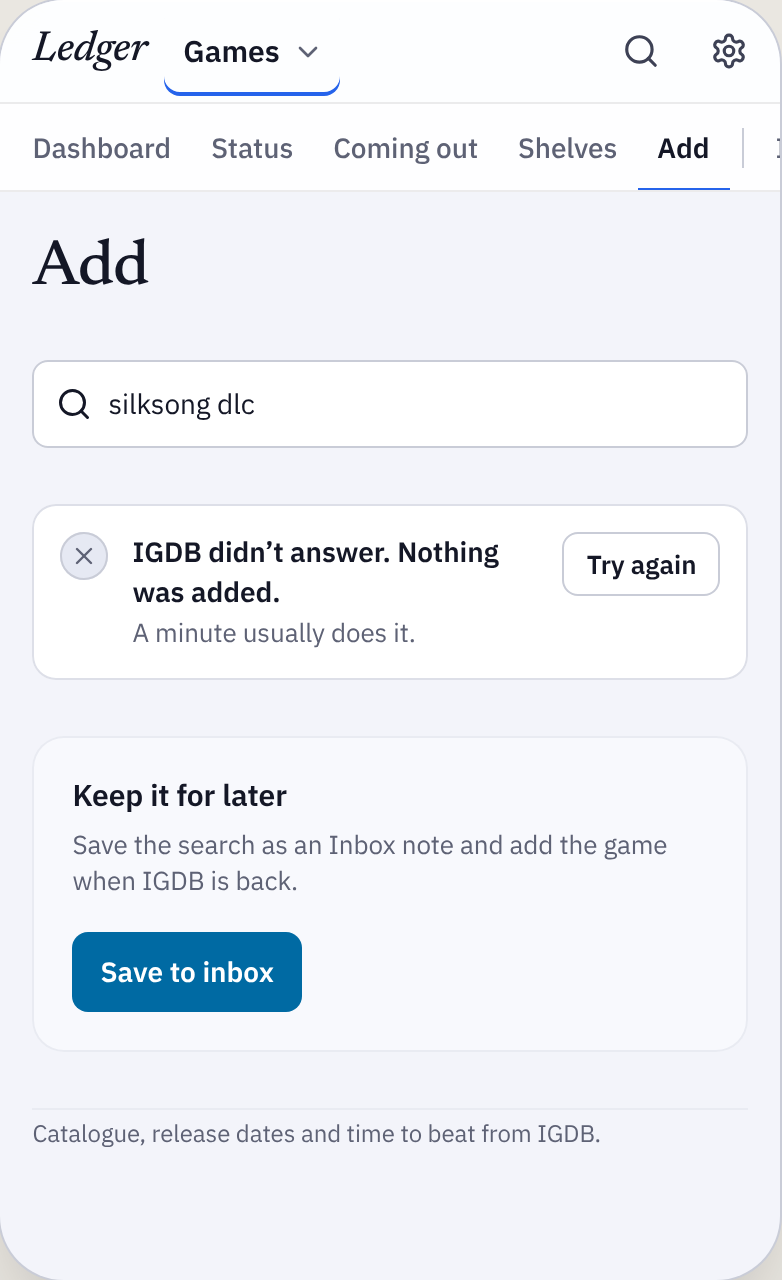 Ledger
Games
Dashboard
Status
Coming out
Shelves
Add
Add
silksong dlc
IGDB didn’t answer. Nothing
was added.
A minute usually does it.
Try again
Keep it for later
Save the search as an Inbox note and add the game
when IGDB is back.
Save to inbox
Catalogue, release dates and time to beat from IGDB.